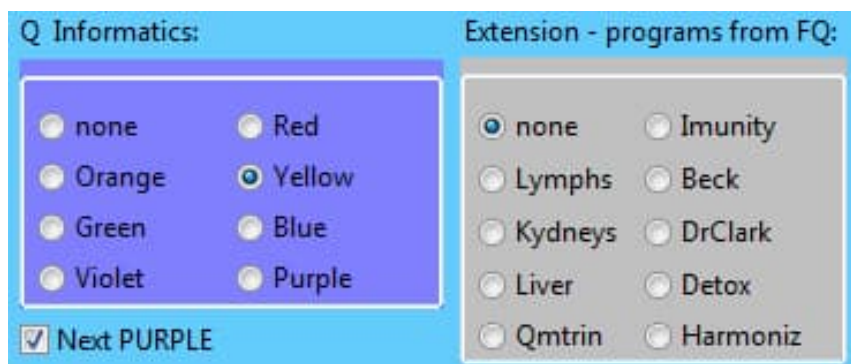 Q Informatics:
none Red
Orange Yellow
Green Blue
Violet Purple
Next PURPLE
Extension - programs from FQ:
none Imunity
Lymphs Beck
Kydneys DrClark
Liver Detox
Qmtrin Harmoniz